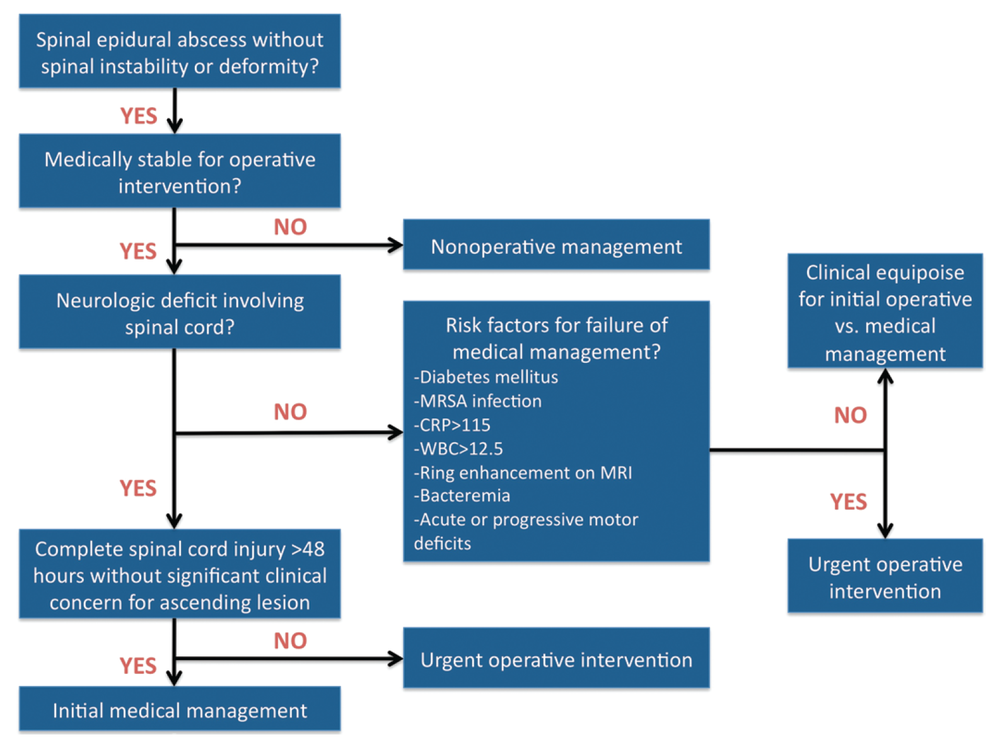 Spinal epidural abscess without
spinal instability or deformity?
YES
Medically stable for operative
intervention?
NO
YES
Nonoperative management
Neurologic deficit involving
spinal cord?
NO
YES
Risk factors for failure of
medical management?
-Diabetes mellitus
-MRSA infection
-CRP>115
-WBC>12.5
-Ring enhancement on MRI
-Bacteremia
-Acute or progressive motor
deficits
Clinical equipoise
for initial operative
vs. medical
management
NO
YES
Urgent operative
intervention
Complete spinal cord injury >48
hours without significant clinical
concern for ascending lesion
NO
YES
Urgent operative intervention
Initial medical management